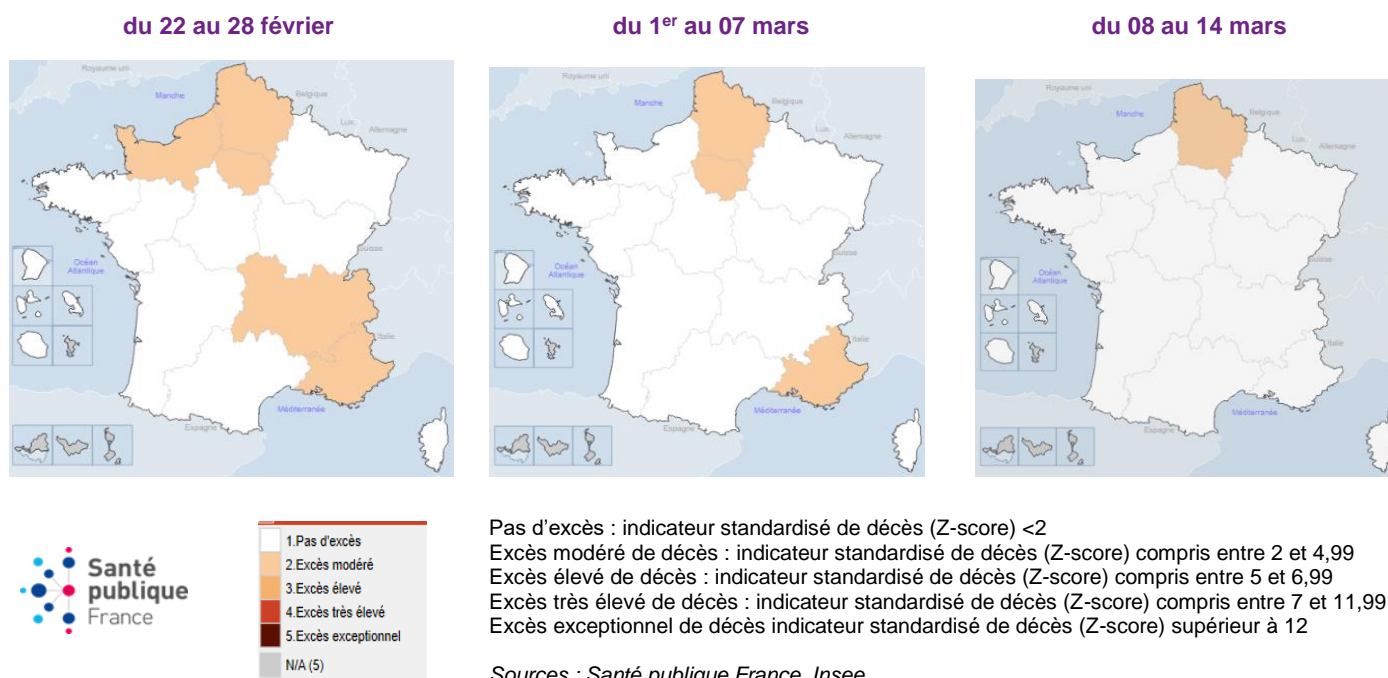 du 22 au 28 février
du 1er au 07 mars
du 08 au 14 mars
Royaume uni
Manche
Belgique
Lux.
Allemagne
Suisse
Océan
Atlantique
Italie
Méditerranée
Espagne
Royaume uni
Manche
Belgique
Lux.
Allemagne
Suisse
Océan
Atlantique
Italie
Méditerranée
Espagne
Royaume uni
Manche
Belgique
Lux.
Allemagne
Suisse
Océan
Atlantique
Italie
Méditerranée
Espagne
Santé
publique
France
1.Pas d'excès
2.Excès modéré
3.Excès élevé
4.Excès très élevé
5.Excès exceptionnel
N/A (5)
Pas d’excès : indicateur standardisé de décès (Z-score) <2
Excès modéré de décès : indicateur standardisé de décès (Z-score) compris entre 2 et 4,99
Excès élevé de décès : indicateur standardisé de décès (Z-score) compris entre 5 et 6,99
Excès très élevé de décès : indicateur standardisé de décès (Z-score) compris entre 7 et 11,99
Excès exceptionnel de décès indicateur standardisé de décès (Z-score) supérieur à 12
Sources : Santé publique France, Insee